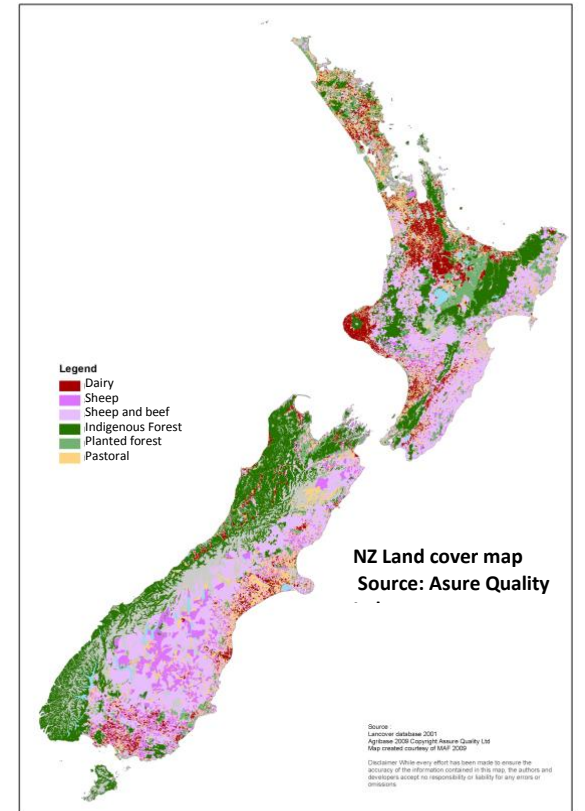 Legend
Dairy
Sheep
Sheep and beef
Indigenous Forest
Planted forest
Pastoral
NZ Land cover map
Source: Asure Quality
Source :
Lancover database 2001
Agribase 2009 Copyright Assure Quality Ltd
Map created courtesy of MAF 2009
Disclaimer While every effort has been made to ensure the
accuracy of the information contained in this map, the authors and
developers accept no responsibility or liability for any errors or
omissions.